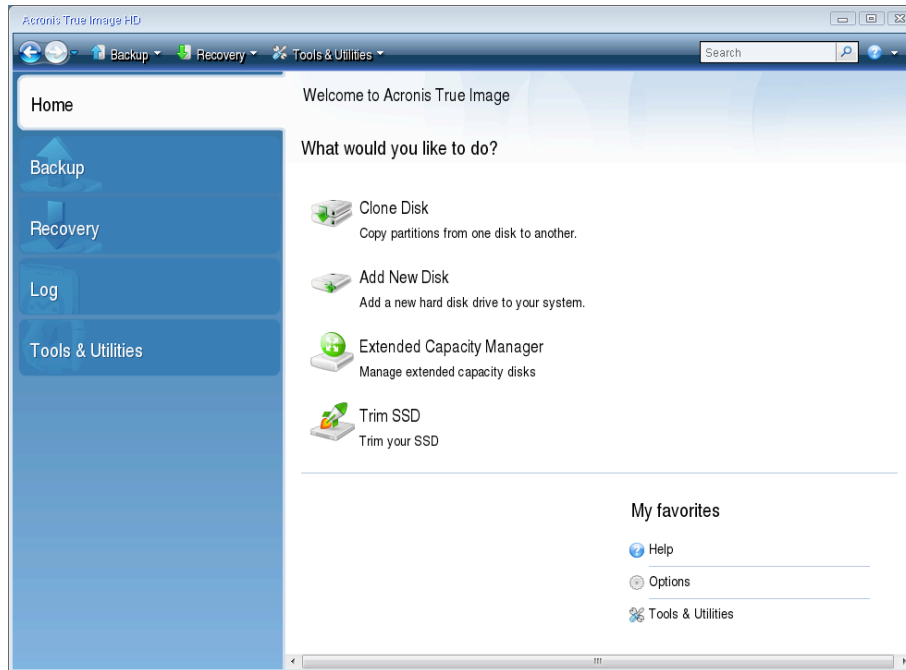 Acronis True Image HD
Backup Recovery Tools & Utilities Search
Home
Backup
Recovery
Log
Tools & Utilities
Welcome to Acronis True Image
What would you like to do?
Clone Disk
Copy partitions from one disk to another.
Add New Disk
Add a new hard disk drive to your system.
Extended Capacity Manager
Manage extended capacity disks
Trim SSD
Trim your SSD
My favorites
Help
Options
Tools & Utilities